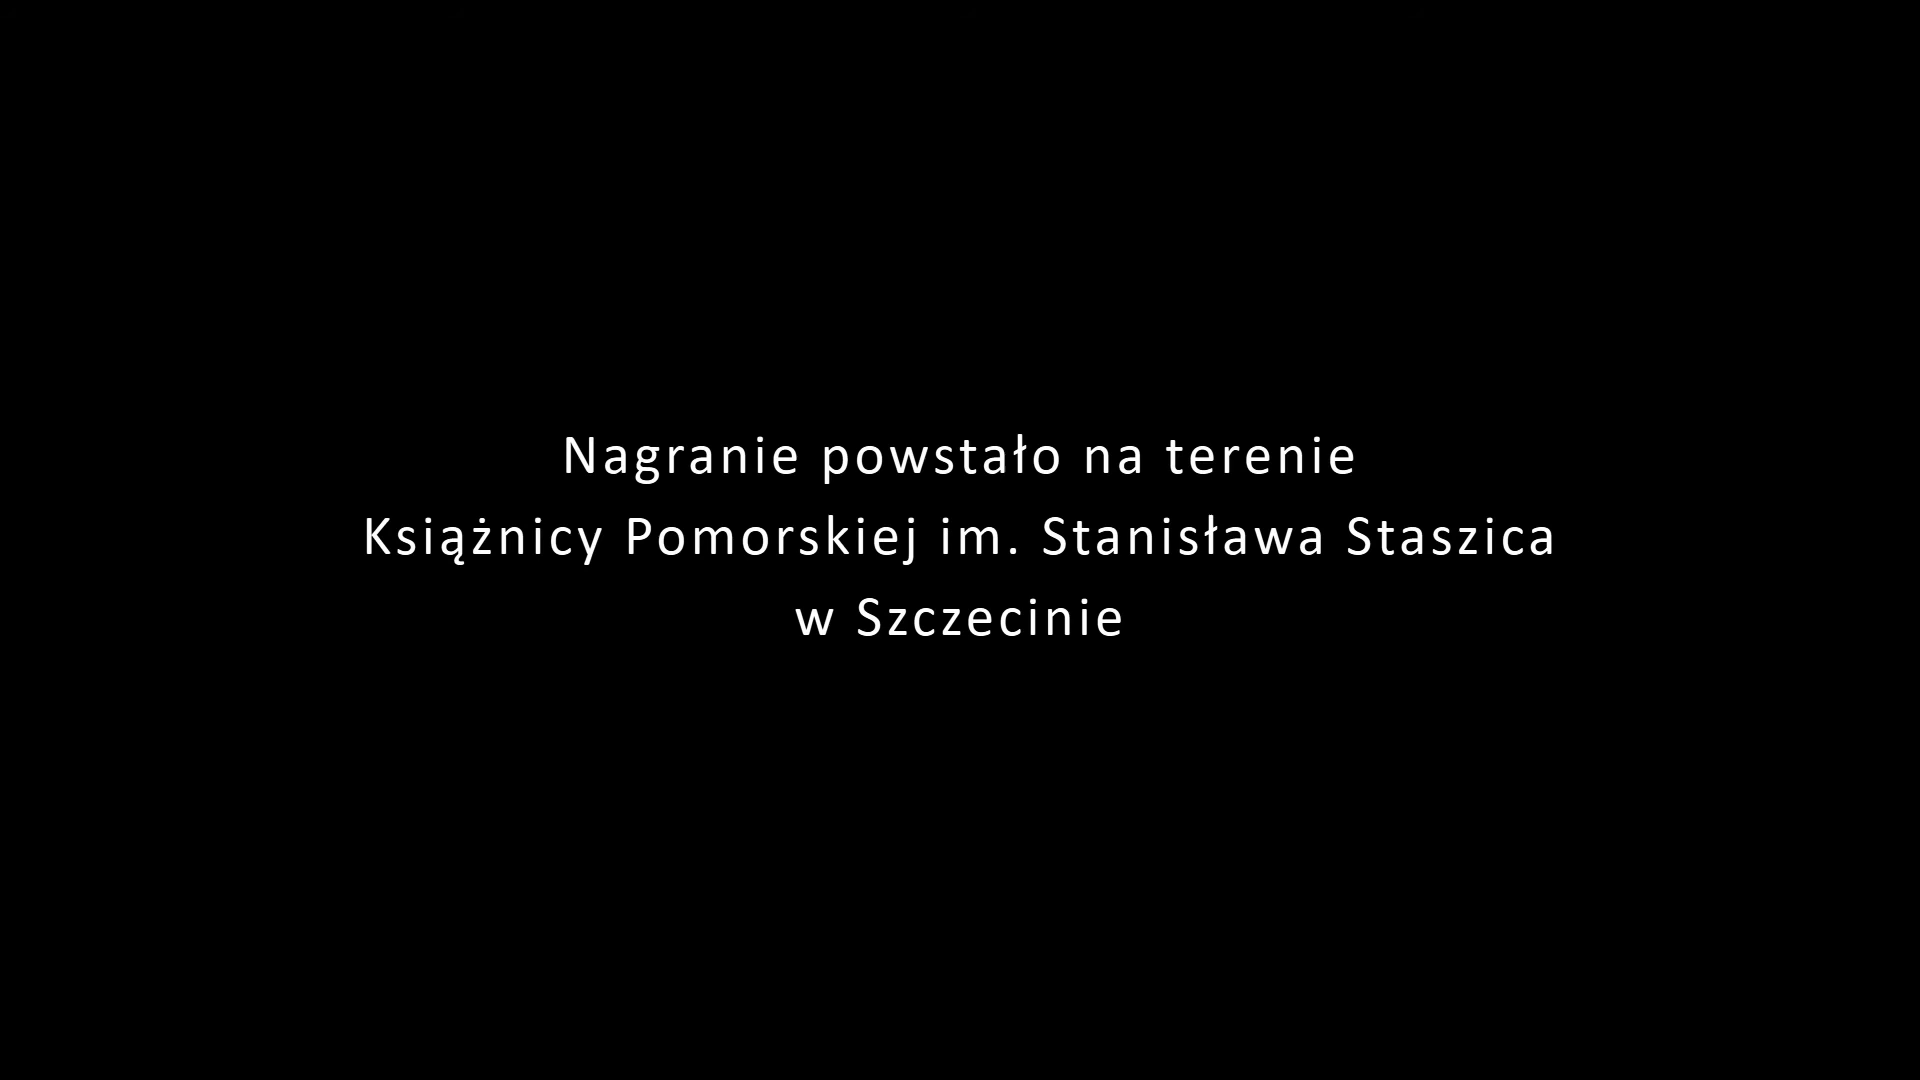 Nagranie powstało na terenie
Książnicy Pomorskiej im. Stanisława Staszica
w Szczecinie